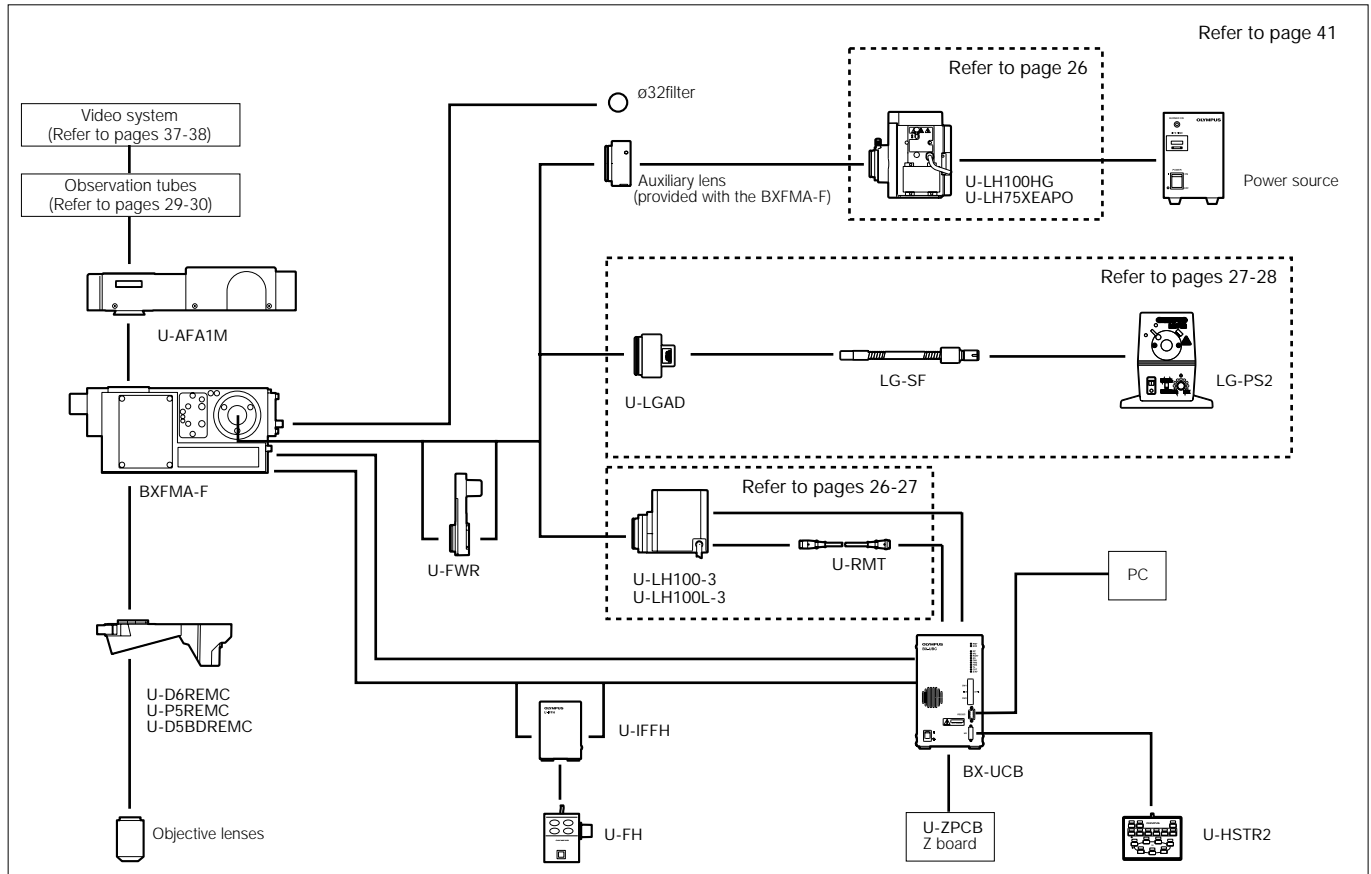 Refer to page 41
Refer to page 26
ø32filter
Video system
(Refer to pages 37-38)
Observation tubes
(Refer to pages 29-30)
Auxiliary lens
(provided with the BXFMA-F)
U-LH100HG
U-LH75XEAPO
OLYMPUS
Power source
Refer to pages 27-28
U-AFA1M
U-LGAD
LG-SF
LG-PS2
BXFMA-F
Refer to pages 26-27
U-FWR
U-LH100-3
U-LH100L-3
U-RMT
PC
U-D6REMC
U-P5REMC
U-D5BDREMC
OLYMPUS
U-IFFH
OLYMPUS
BX-UCB
Objective lenses
U-FH
U-ZPCB
Z board
U-HSTR2